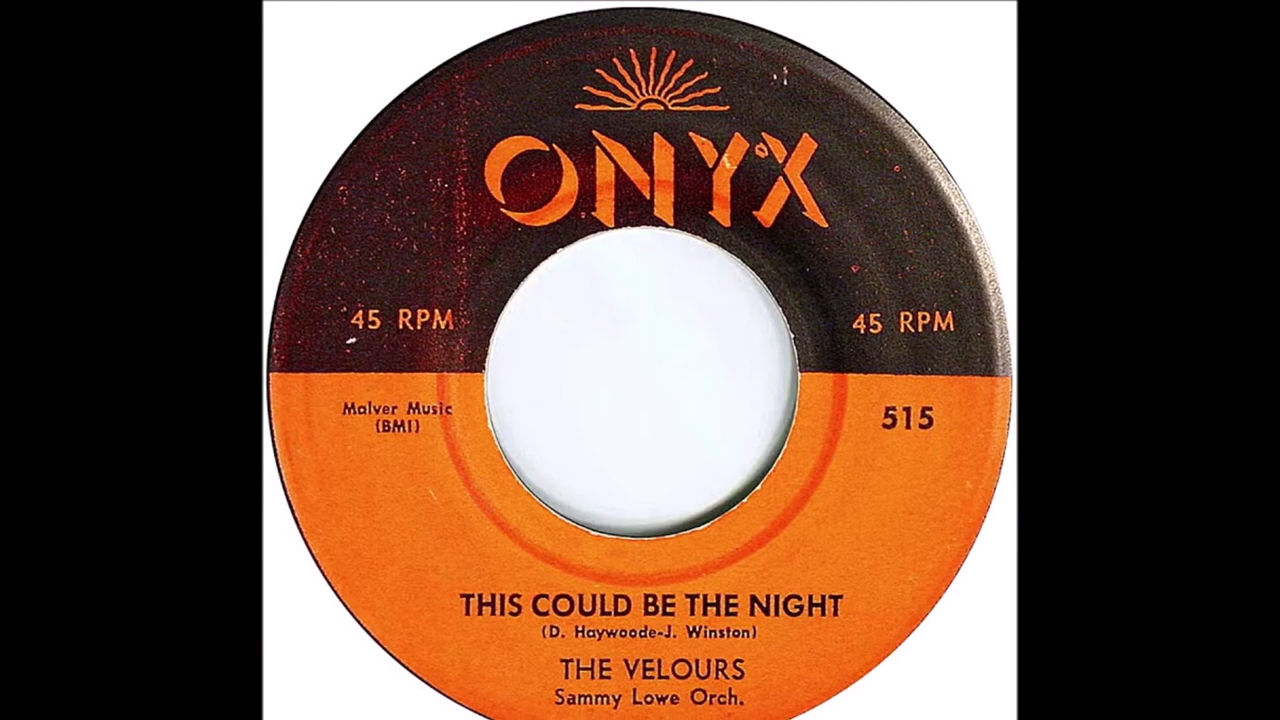 ONYX
45 RPM
45 RPM
Malver Music
(BMI)
515
THIS COULD BE THE NIGHT
(D. Haywoode-J. Winston)
THE VELOURS
Sammy Lowe Orch.